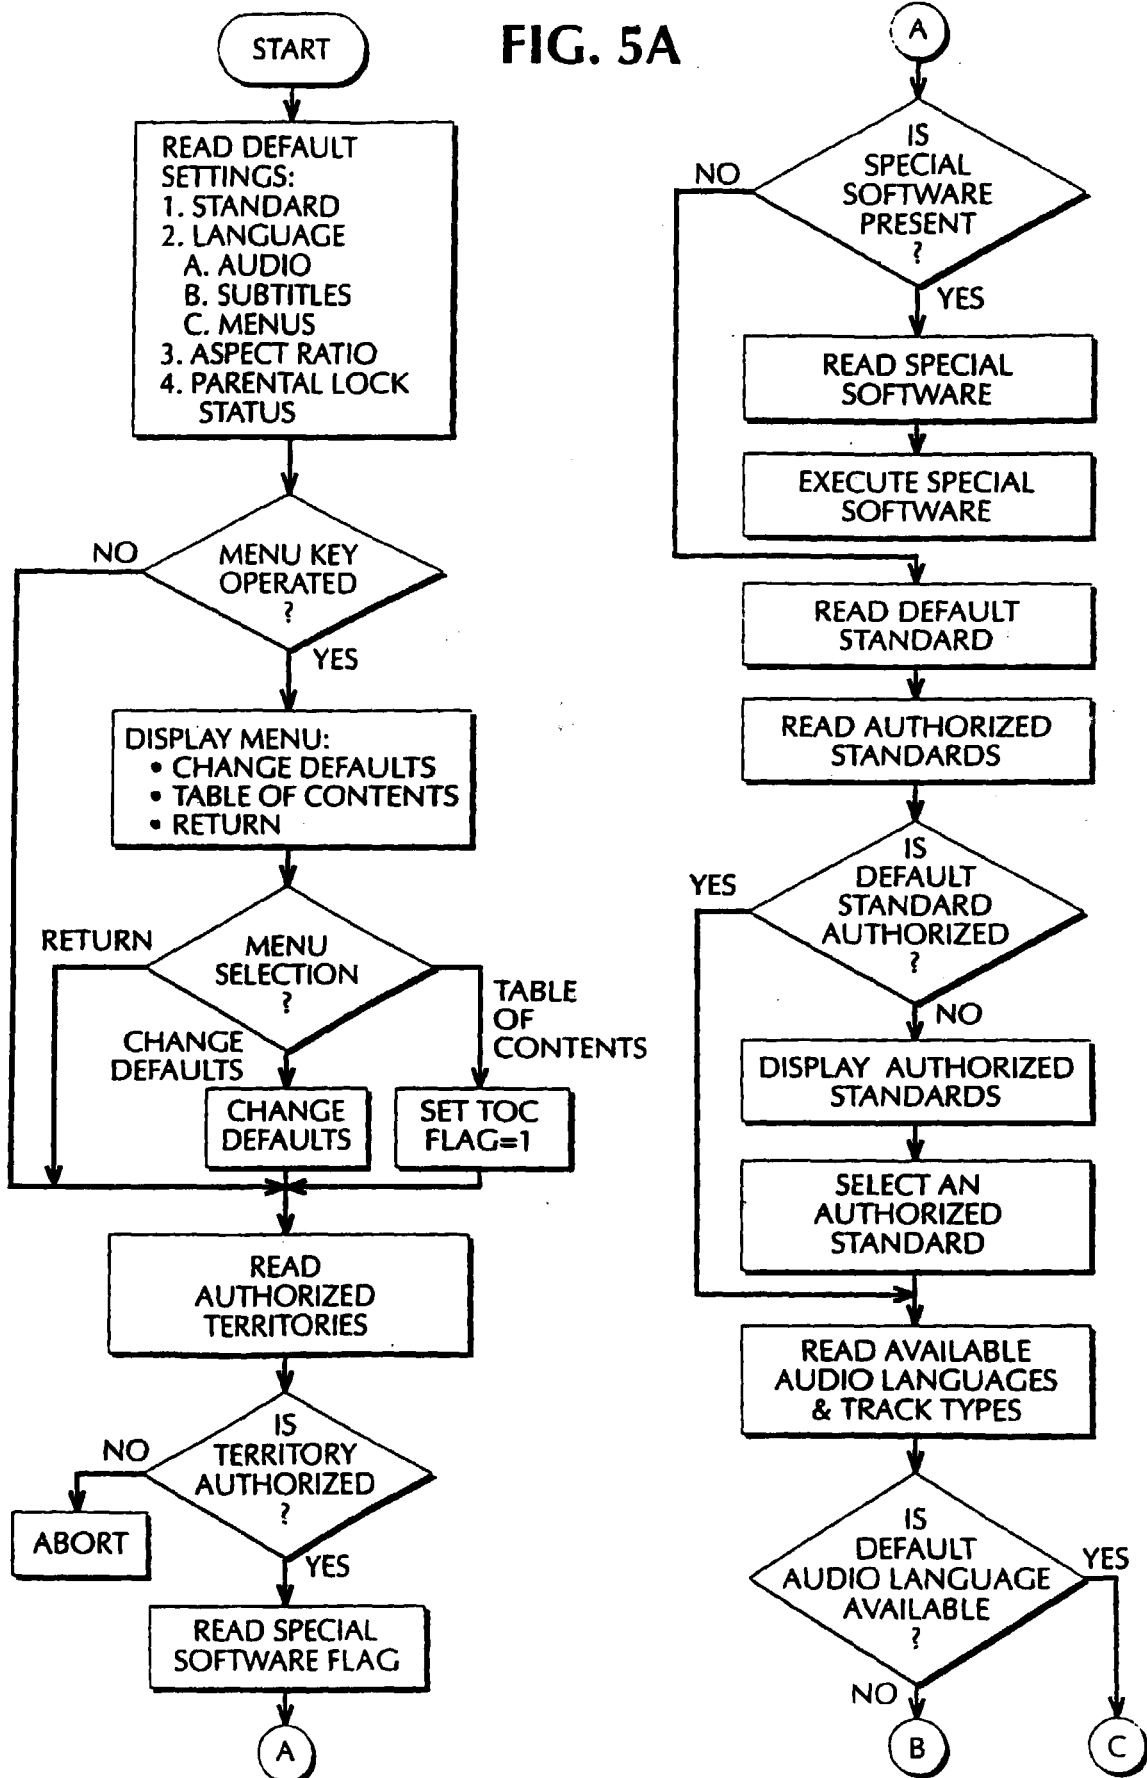 FIG. 5A
START
READ DEFAULT
SETTINGS:
1. STANDARD
2. LANGUAGE
A. AUDIO
B. SUBTITLES
C. MENUS
3. ASPECT RATIO
4. PARENTAL LOCK
STATUS
NO
MENU KEY
OPERATED
?
YES
DISPLAY MENU:
• CHANGE DEFAULTS
• TABLE OF CONTENTS
• RETURN
RETURN
MENU
SELECTION
?
TABLE
OF
CONTENTS
CHANGE
DEFAULTS
CHANGE
DEFAULTS
SET TOC
FLAG=1
READ
AUTHORIZED
TERRITORIES
NO
IS
TERRITORY
AUTHORIZED
?
ABORT
YES
READ SPECIAL
SOFTWARE FLAG
A
A
NO
IS
SPECIAL
SOFTWARE
PRESENT
?
YES
READ SPECIAL
SOFTWARE
EXECUTE SPECIAL
SOFTWARE
READ DEFAULT
STANDARD
READ AUTHORIZED
STANDARDS
YES
IS
DEFAULT
STANDARD
AUTHORIZED
?
NO
DISPLAY AUTHORIZED
STANDARDS
SELECT AN
AUTHORIZED
STANDARD
READ AVAILABLE
AUDIO LANGUAGES
& TRACK TYPES
IS
DEFAULT
AUDIO LANGUAGE
AVAILABLE
?
YES
NO
B
C